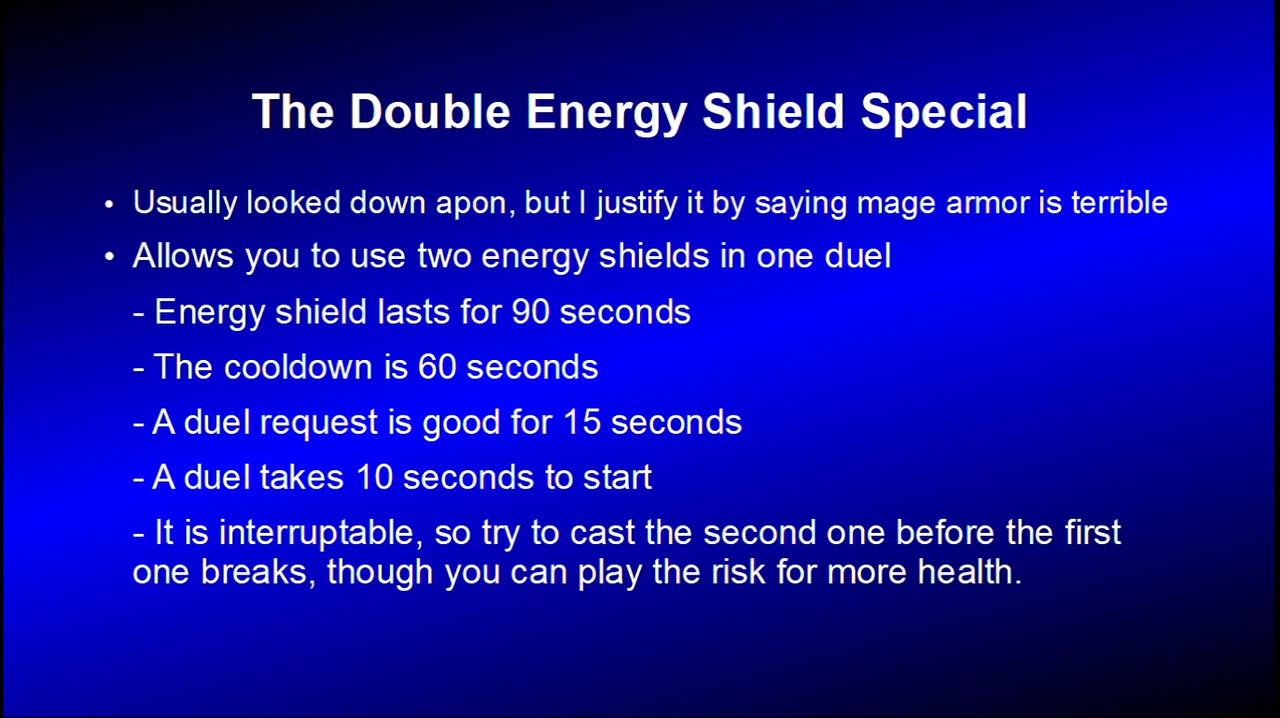 The Double Energy Shield Special
• Usually looked down apon, but I justify it by saying mage armor is terrible
• Allows you to use two energy shields in one duel
- Energy shield lasts for 90 seconds
- The cooldown is 60 seconds
- A duel request is good for 15 seconds
- A duel takes 10 seconds to start
- It is interruptable, so try to cast the second one before the first
one breaks, though you can play the risk for more health.